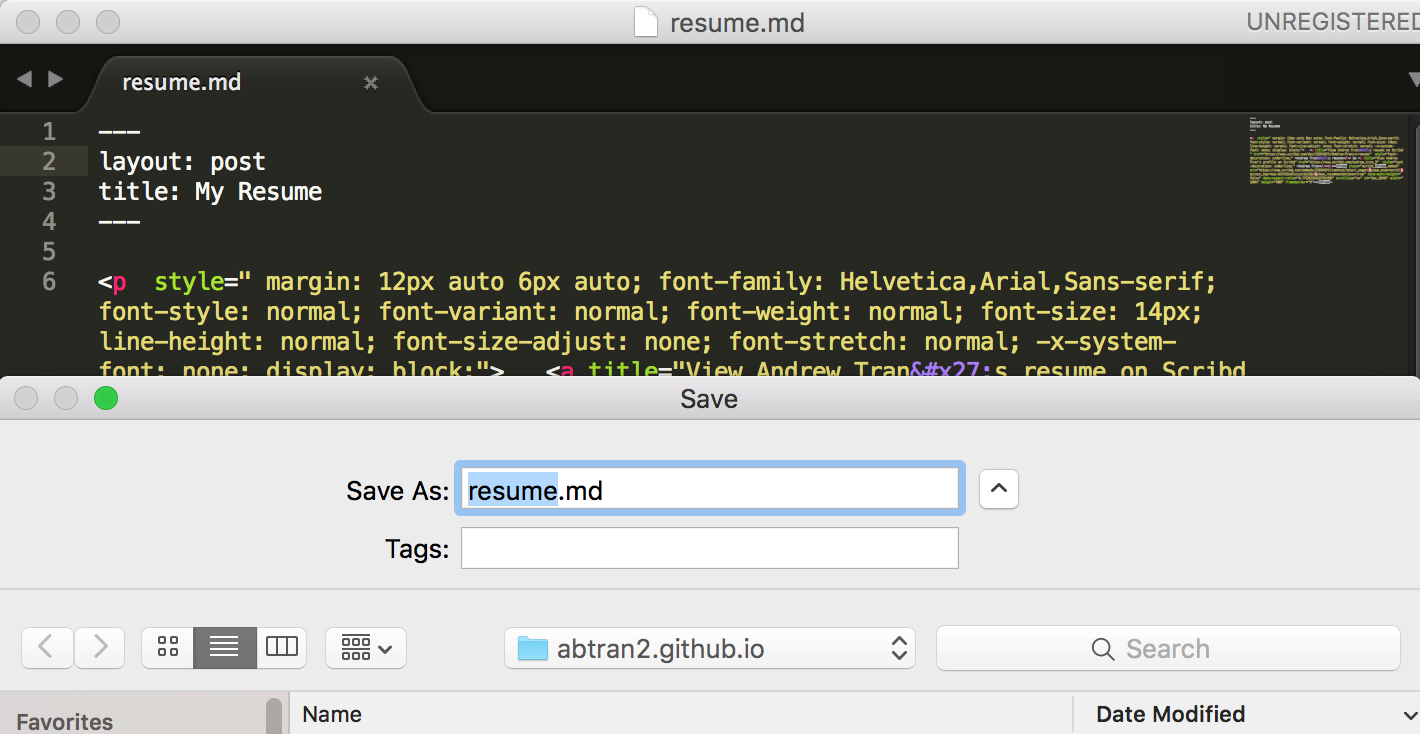 resume.md
UNREGISTERED
resume.md
1 ---
2 layout: post
3 title: My Resume
4 ---
5
6 <p  style=" margin: 12px auto 6px auto; font-family: Helvetica,Arial,Sans-serif;
font-style: normal; font-variant: normal; font-weight: normal; font-size: 14px;
line-height: normal; font-size-adjust: none; font-stretch: normal; -x-system-
font: none; display: block;">   <a title="View Andrew Tran&#x27;s resume on Scribd
Save
Save As: resume.md
Tags:
abtran2.github.io
Search
Favorites
Name
Date Modified